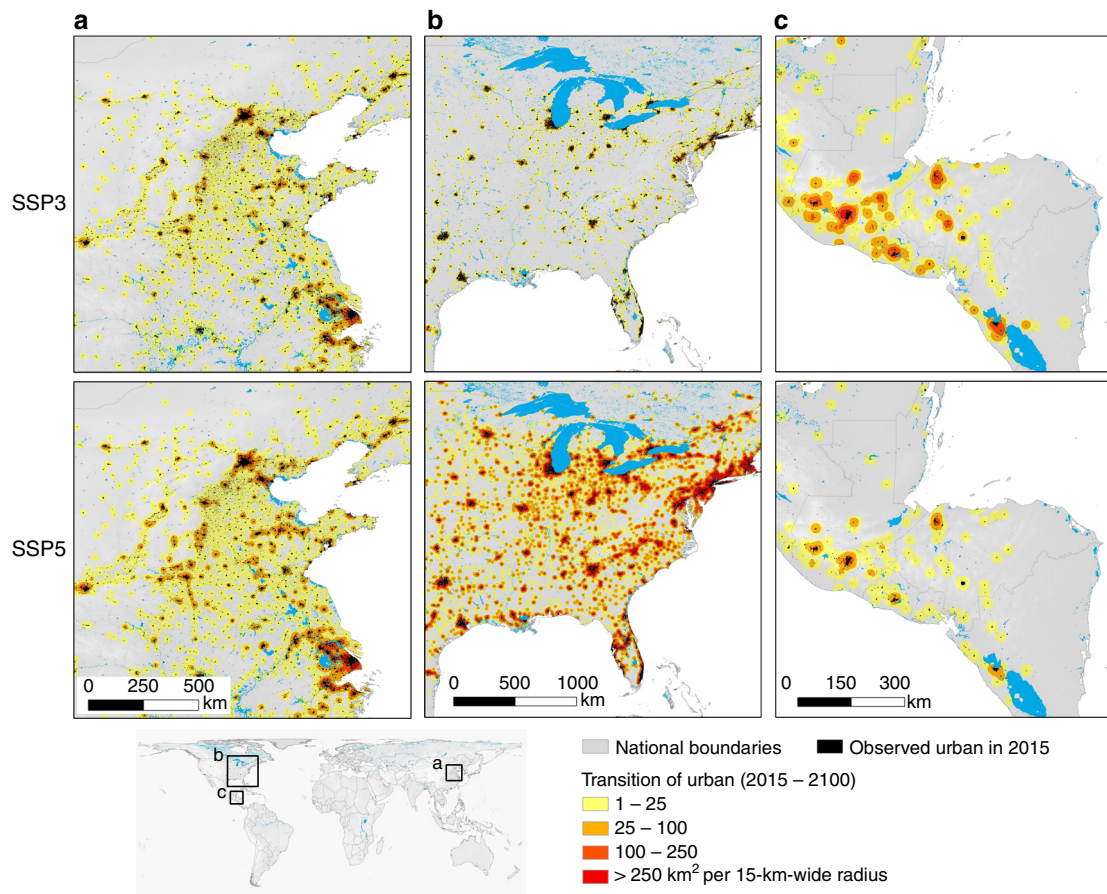 a b c
SSP3
SSP5
0 250 500
km
0 500 1000
km
0 150 300
km
b
a
c
National boundaries
Observed urban in 2015
Transition of urban (2015 – 2100)
1 – 25
25 – 100
100 – 250
> 250 km² per 15-km-wide radius